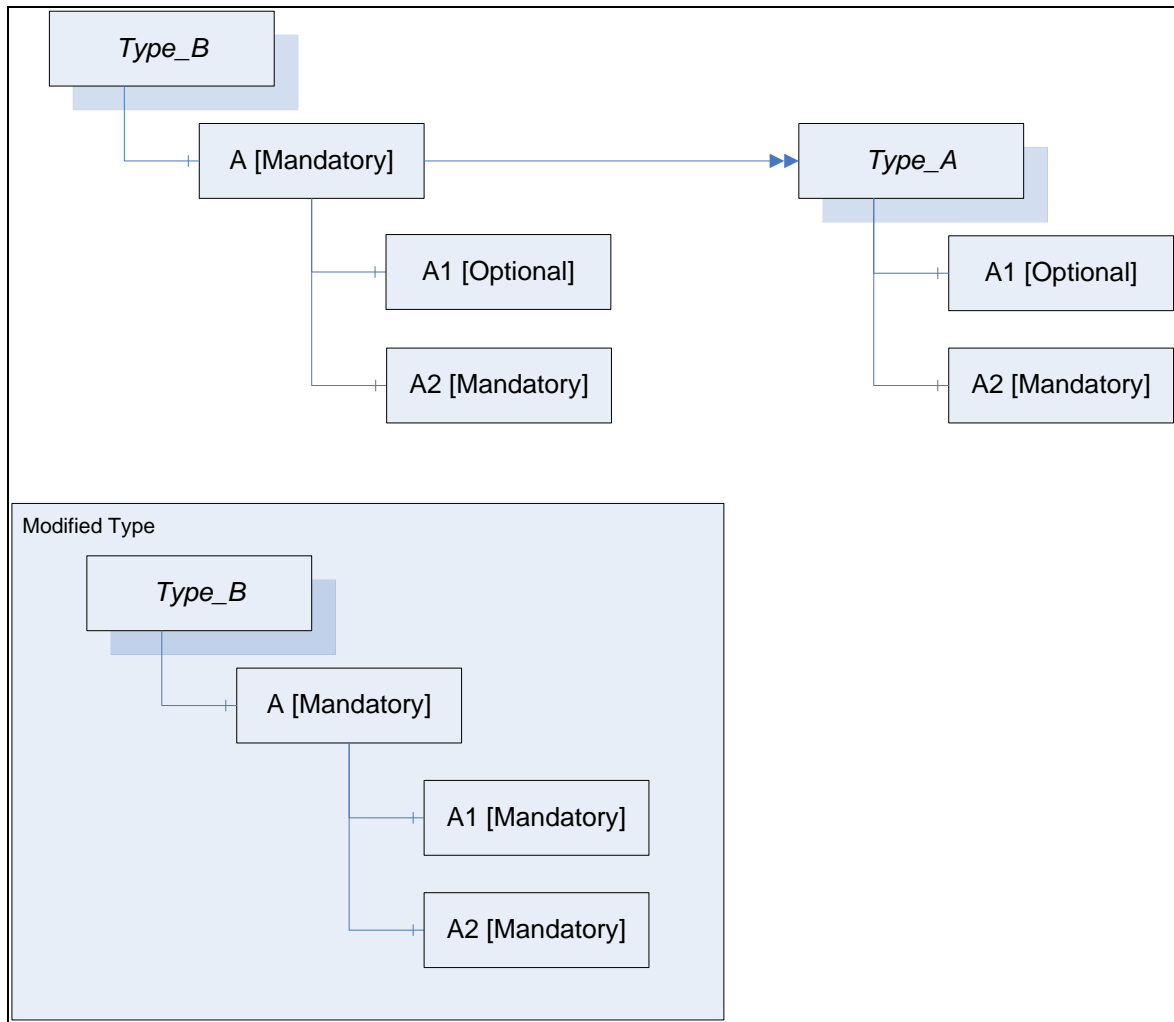 Type_B
A [Mandatory]
Type_A
A1 [Optional]
A1 [Optional]
A2 [Mandatory]
A2 [Mandatory]
Modified Type
Type_B
A [Mandatory]
A1 [Mandatory]
A2 [Mandatory]